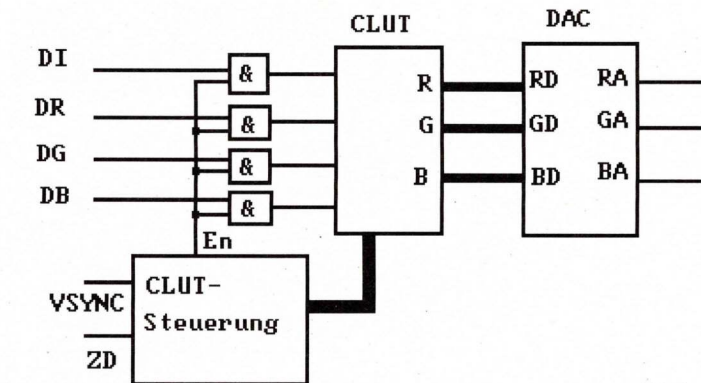 CLUT DAC
DI &
R RD RA
DR &
G GD GA
DG &
B BD BA
DB &
En
CLUT-
VSYNC
Steuerung
ZD